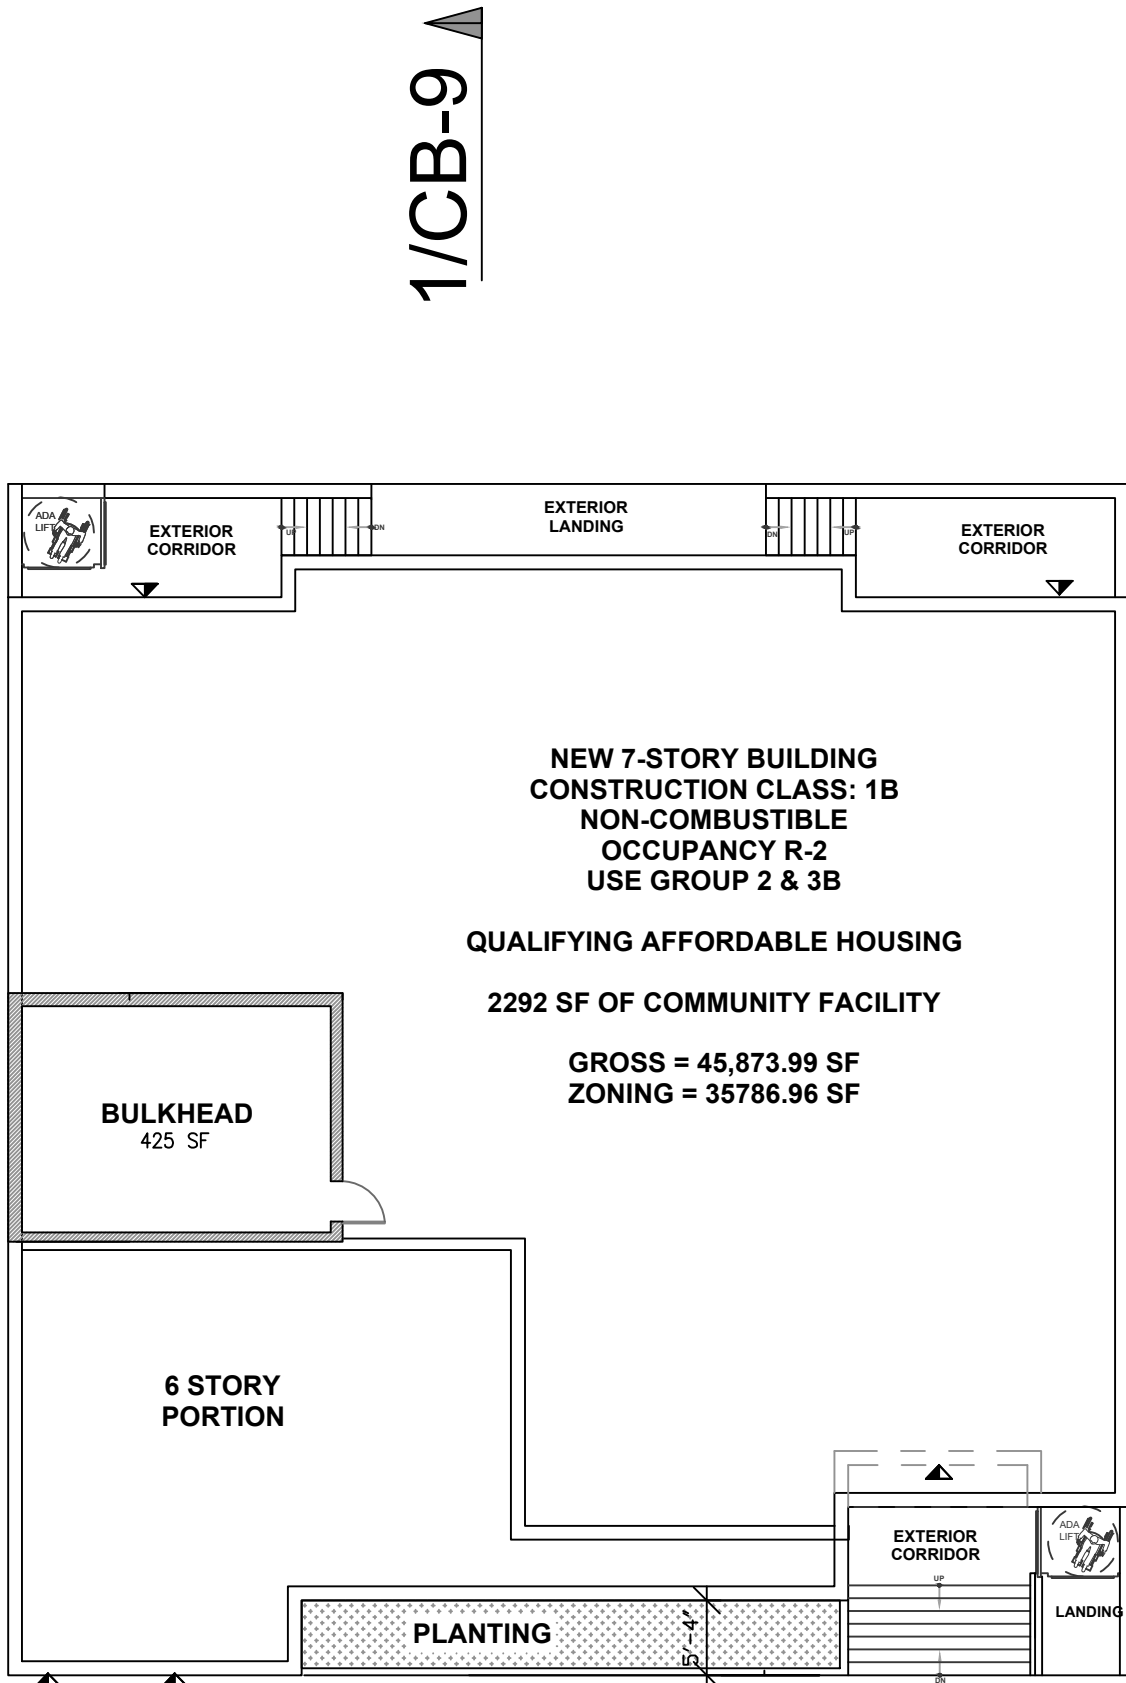 1/CB-9
ADA
LIFT
EXTERIOR
CORRIDOR
UP
DN
EXTERIOR
LANDING
DN
UP
EXTERIOR
CORRIDOR
NEW 7-STORY BUILDING
CONSTRUCTION CLASS: 1B
NON-COMBUSTIBLE
OCCUPANCY R-2
USE GROUP 2 & 3B
QUALIFYING AFFORDABLE HOUSING
2292 SF OF COMMUNITY FACILITY
GROSS = 45,873.99 SF
ZONING = 35786.96 SF
BULKHEAD
425 SF
6 STORY
PORTION
EXTERIOR
CORRIDOR
ADA
LIFT
UP
LANDING
PLANTING
5'-4"
DN